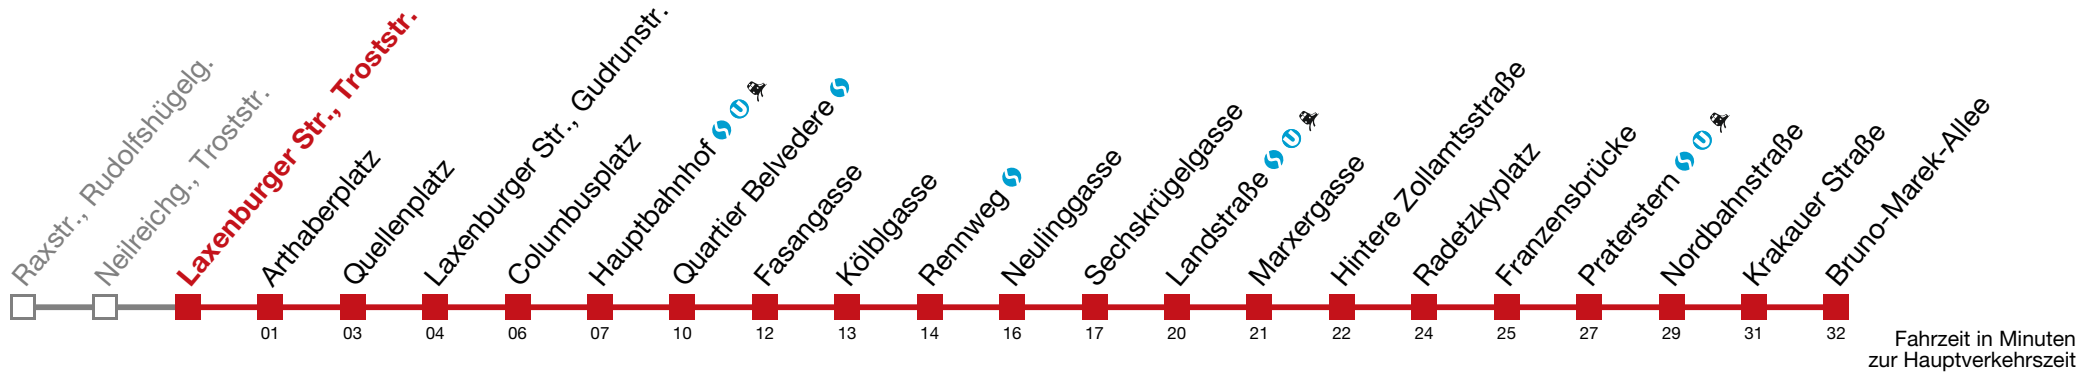 Raxstr., Rudolfshügelg.
Neilreichg., Troststr.
Laxenburger Str., Troststr.
Arthaberplatz
Quellenplatz
Laxenburger Str., Gudrunstr.
Columbusplatz
Hauptbahnhof
Quartier Belvedere
Fasangasse
Kölblgasse
Rennweg
Neulinggasse
Sechskrügelgasse
Landstraße
Marxergasse
Hintere Zollamtsstraße
Radetzkyplatz
Franzensbrücke
Praterstern
Nordbahnstraße
Krakauer Straße
Bruno-Marek-Allee
01 03 04 06 07 10 12 13 14 16 17 20 21 22 24 25 27 29 31 32
Fahrzeit in Minuten
zur Hauptverkehrszeit